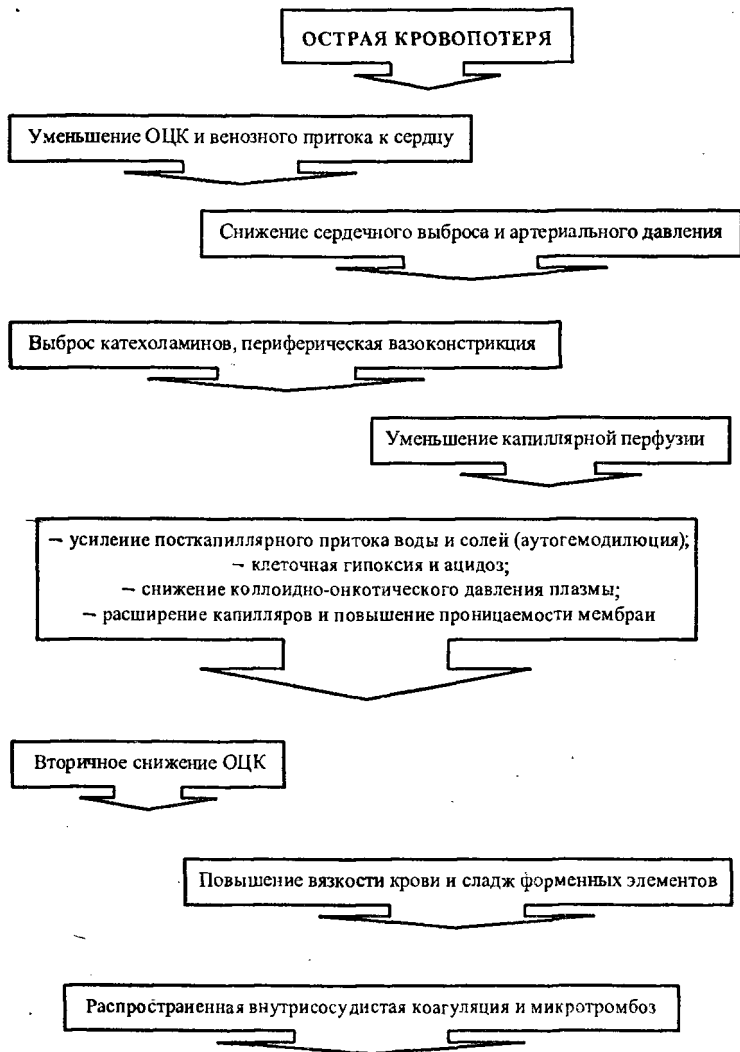 ОСТРАЯ КРОВОПОТЕРЯ
Уменьшение ОЦК и венозного притока к сердцу
Снижение сердечного выброса и артериального давления
Выброс катехоламинов, периферическая вазоконстрикция
Уменьшение капиллярной перфузии
– усиление посткапиллярного притока воды и солей (аутогемодилюция);
– клеточная гипоксия и ацидоз;
– снижение коллоидно-онкотического давления плазмы;
– расширение капилляров и повышение проницаемости мембран
Вторичное снижение ОЦК
Повышение вязкости крови и сладж форменных элементов
Распространенная внутрисосудистая коагуляция и микротромбоз